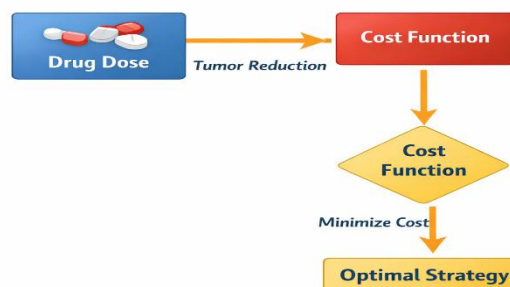 Drug Dose
Tumor Reduction
Cost Function
Cost
Function
Minimize Cost
Optimal Strategy